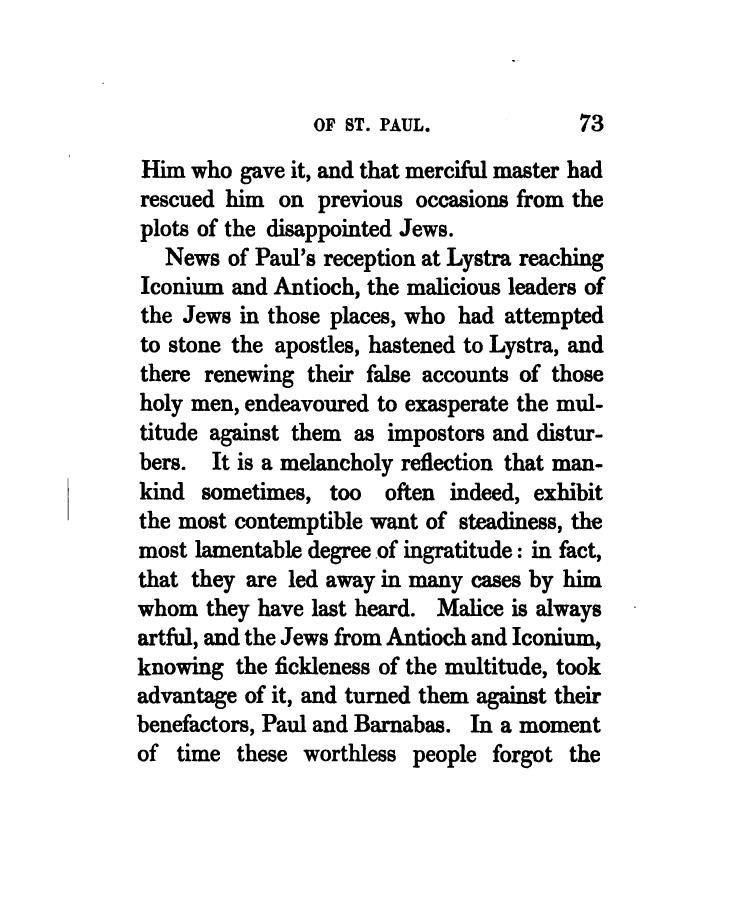 OF ST. PAUL. 73
Him who gave it, and that merciful master had
rescued him on previous occasions from the
plots of the disappointed Jews.
News of Paul's reception at Lystra reaching
Iconium and Antioch, the malicious leaders of
the Jews in those places, who had attempted
to stone the apostles, hastened to Lystra, and
there renewing their false accounts of those
holy men, endeavoured to exasperate the mul-
titude against them as impostors and distur-
bers. It is a melancholy reflection that man-
kind sometimes, too often indeed, exhibit
the most contemptible want of steadiness, the
most lamentable degree of ingratitude: in fact,
that they are led away in many cases by him
whom they have last heard. Malice is always
artful, and the Jews from Antioch and Iconium,
knowing the fickleness of the multitude, took
advantage of it, and turned them against their
benefactors, Paul and Barnabas. In a moment
of time these worthless people forgot the